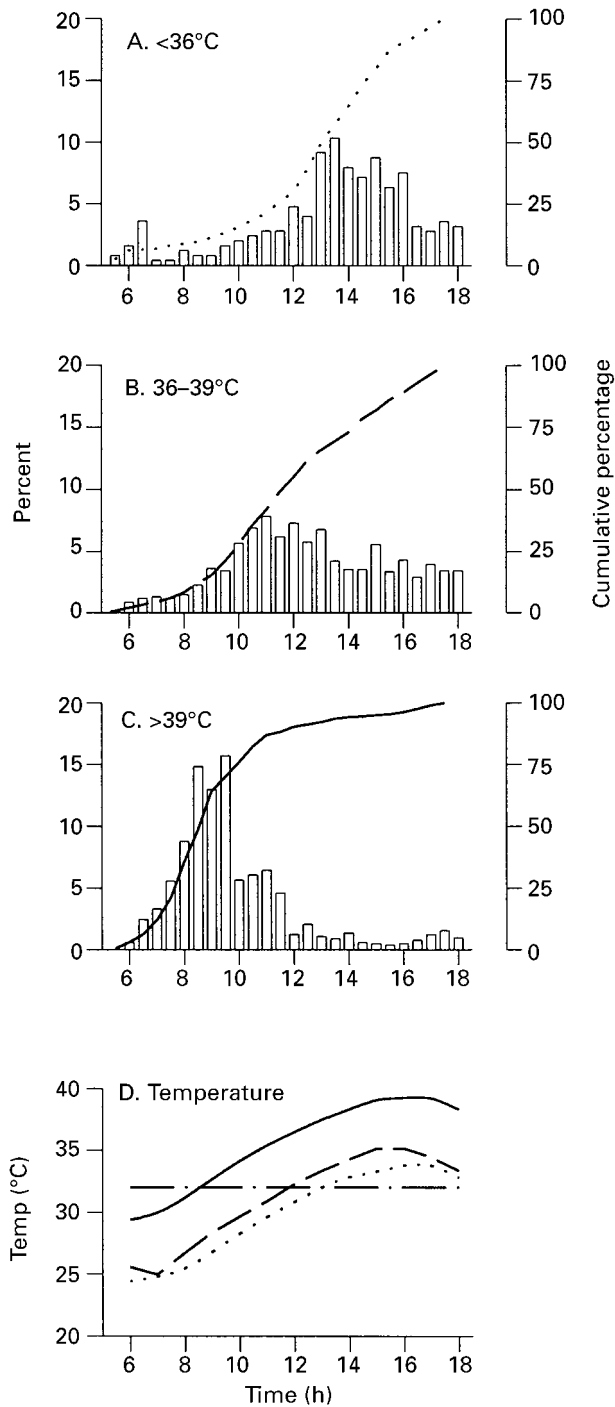 A. <36°C
20
15
10
5
0
100
75
50
25
0
6 8 10 12 14 16 18
B. 36–39°C
20
15
10
5
0
100
75
50
25
0
6 8 10 12 14 16 18
Percent
Cumulative percentage
C. >39°C
20
15
10
5
0
100
75
50
25
0
6 8 10 12 14 16 18
D. Temperature
40
35
30
25
20
Temp (°C)
6 8 10 12 14 16 18
Time (h)